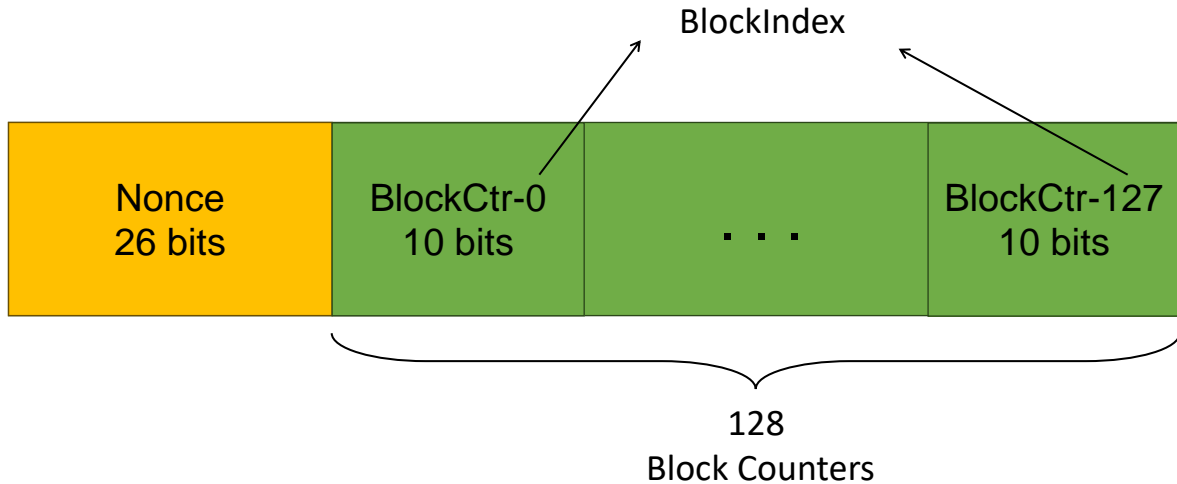 BlockIndex
Nonce
26 bits
BlockCtr-0
10 bits
. . .
BlockCtr-127
10 bits
128
Block Counters